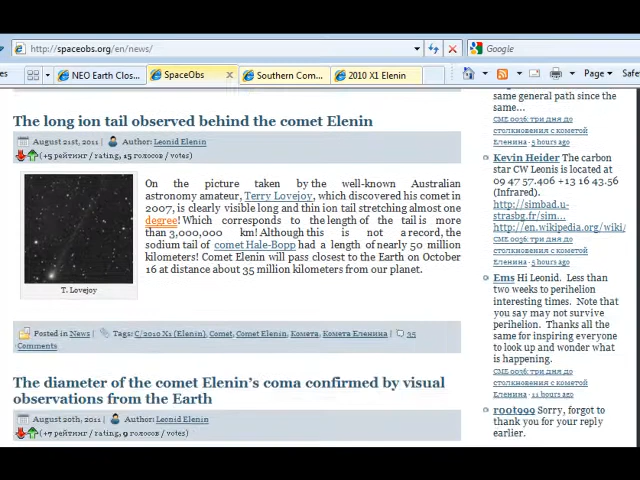 http://spaceobs.org/en/news/
Google
NEO Earth Clos...
SpaceObs
Southern Com...
2010 X1 Elenin
Page
Safe
The long ion tail observed behind the comet Elenin
August 21st, 2011
Author: Leonid Elenin
(+5 рейтинг / rating, 15 голосов / votes)
On the picture taken by the well-known Australian
astronomy amateur, Terry Lovejoy, which discovered his comet in
2007, is clearly visible long and thin ion tail stretching almost one
degree! Which corresponds to the length of the tail is more
than 3,000,000 km! Although this is not a record, the
sodium tail of comet Hale-Bopp had a length of nearly 50 million
kilometers! Comet Elenin will pass closest to the Earth on October
16 at distance about 35 million kilometers from our planet.
T. Lovejoy
Posted in News
Tags: C/2010 X1 (Elenin), Comet, Comet Elenin, Комета, Комета Еленина
35
Comments
The diameter of the comet Elenin's coma confirmed by visual
observations from the Earth
August 20th, 2011
Author: Leonid Elenin
(+7 рейтинг / rating, 9 голосов / votes)
same general path since the
same…
СМЕ 0036: три дня до
столкновения с кометой
Еленина · 5 hours ago
Kevin Heider The carbon
star CW Leonis is located at
09 47 57.406 +13 16 43.56
(Infrared).
http://simbad.u-
strasbg.fr/sim...
http://en.wikipedia.org/wiki/
СМЕ 0036: три дня до
столкновения с кометой
Еленина · 5 hours ago
Ems Hi Leonid. Less than
two weeks to perihelion
interesting times. Note that
you say may not survive
perihelion. Thanks all the
same for inspiring everyone
to look up and wonder what
is happening.
СМЕ 0036: три дня до
столкновения с кометой
Еленина · 11 hours ago
root999 Sorry, forgot to
thank you for your reply
earlier.